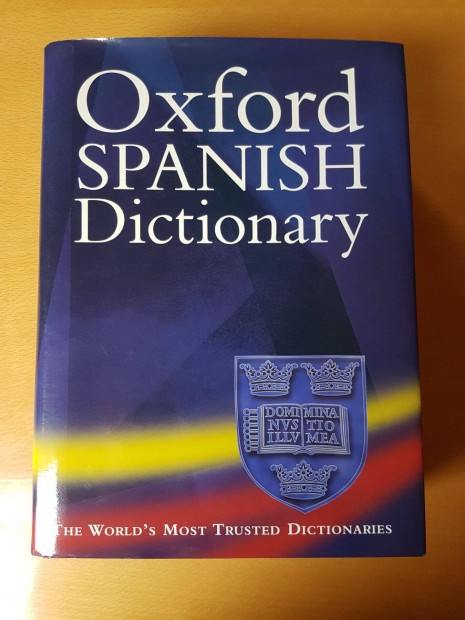 Oxford
SPANISH
Dictionary
DOMI MINA
NVS TIO
ILLV MEA
THE WORLD'S MOST TRUSTED DICTIONARIES